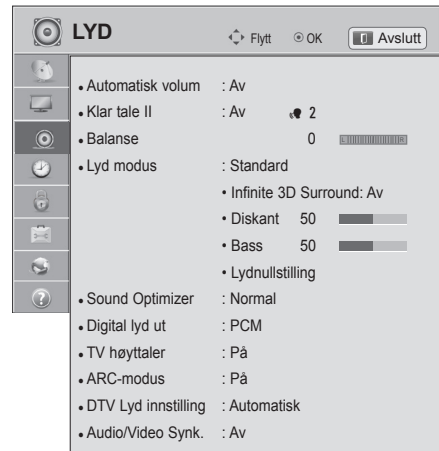 LYD Flytt OK Avslutt
• Automatisk volum : Av
• Klar tale II : Av 2
• Balanse 0 L R
• Lyd modus : Standard
• Infinite 3D Surround: Av
• Diskant 50
• Bass 50
• Lydnullstilling
• Sound Optimizer : Normal
• Digital lyd ut : PCM
• TV høyttaler : På
• ARC-modus : På
• DTV Lyd innstilling : Automatisk
• Audio/Video Synk. : Av